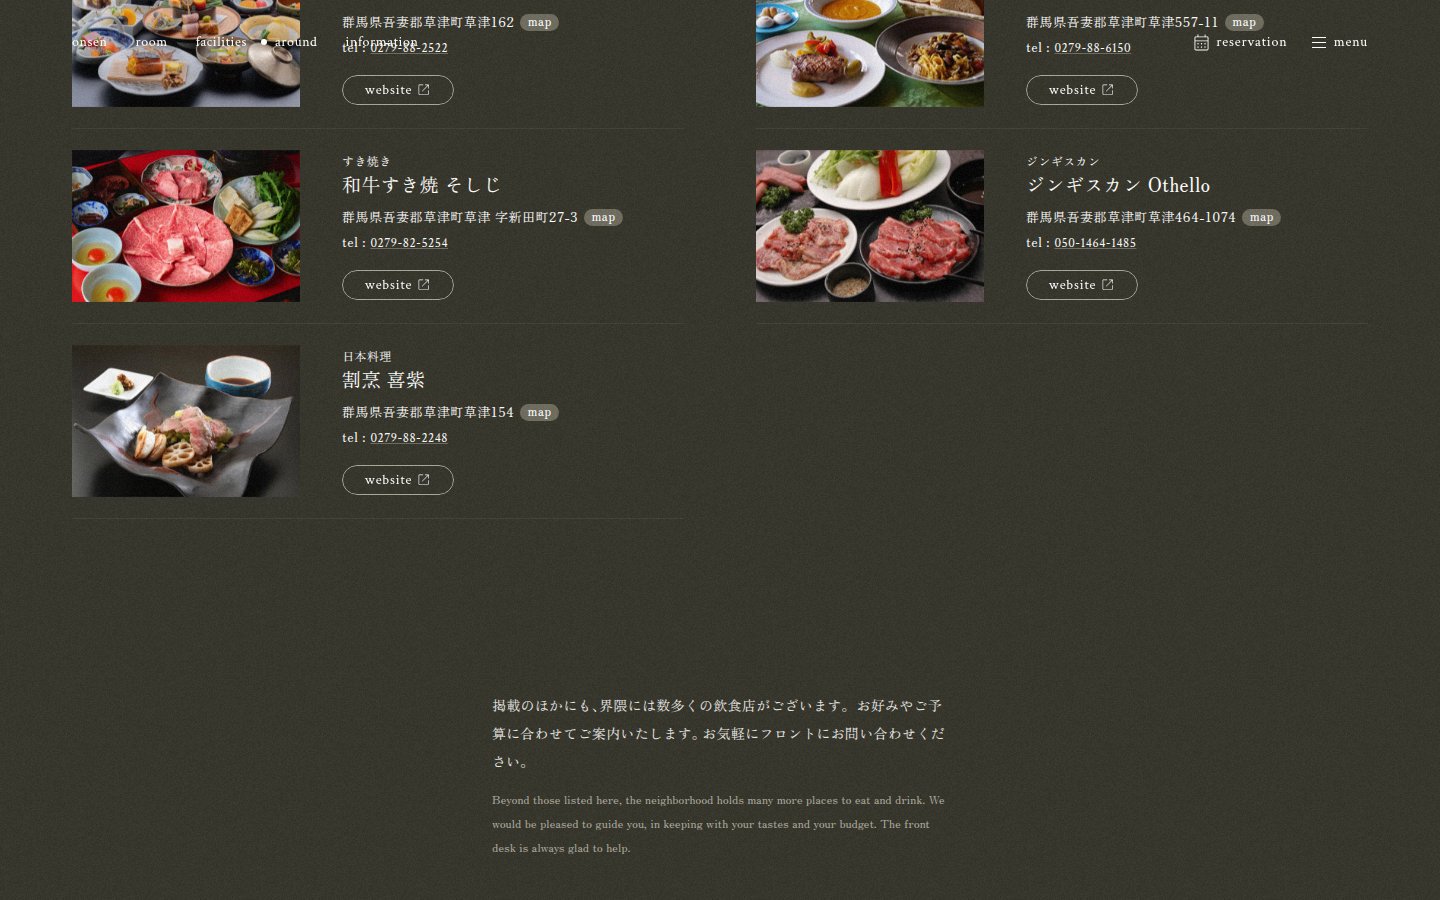 群馬県吾妻郡草津町草津162 map
tel : 0279-88-2522
website
群馬県吾妻郡草津町草津557-11 map
tel : 0279-88-6150
website
onsen room facilities around information
reservation menu
すき焼き
和牛すき焼 そしじ
群馬県吾妻郡草津町草津 字新田町27-3 map
tel : 0279-82-5254
website
ジンギスカン
ジンギスカン Othello
群馬県吾妻郡草津町草津464-1074 map
tel : 050-1464-1485
website
日本料理
割烹 喜紫
群馬県吾妻郡草津町草津154 map
tel : 0279-88-2248
website
掲載のほかにも、界隈には数多くの飲食店がございます。お好みやご予
算に合わせてご案内いたします。お気軽にフロントにお問い合わせくだ
さい。
Beyond those listed here, the neighborhood holds many more places to eat and drink. We
would be pleased to guide you, in keeping with your tastes and your budget. The front
desk is always glad to help.